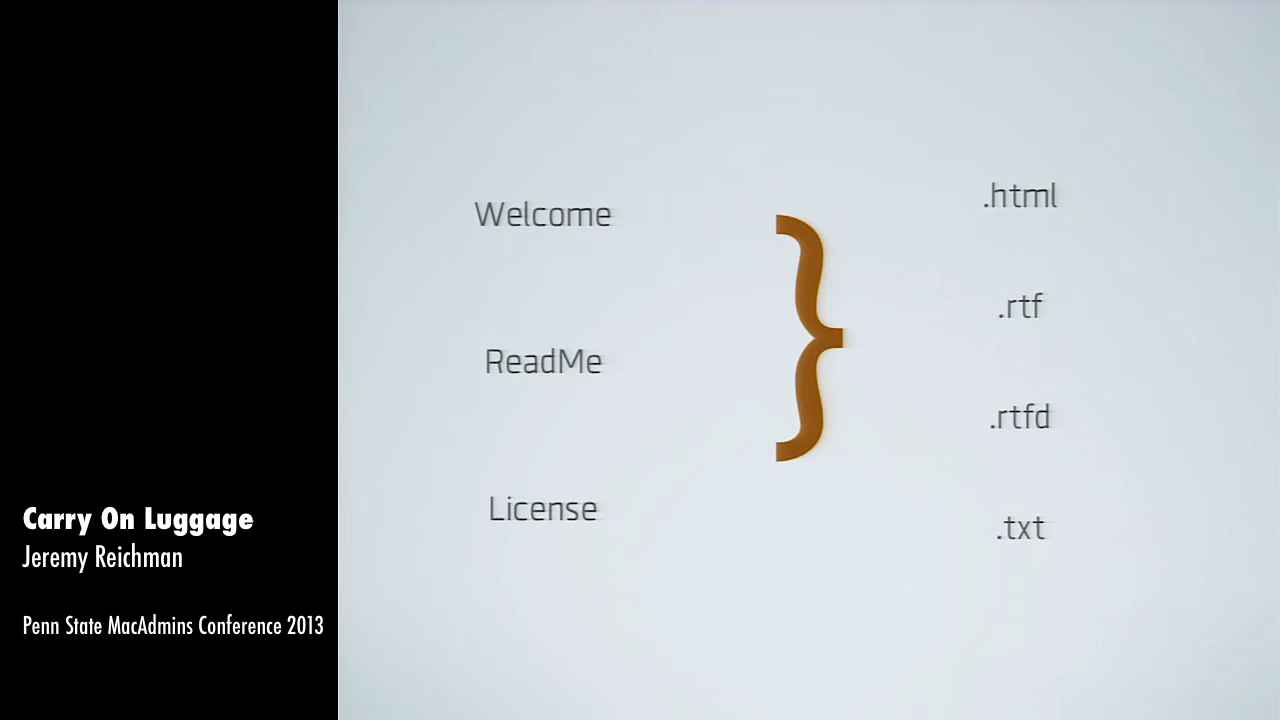 Welcome
ReadMe
License
}
.html
.rtf
.rtfd
.txt
Carry On Luggage
Jeremy Reichman
Penn State MacAdmins Conference 2013